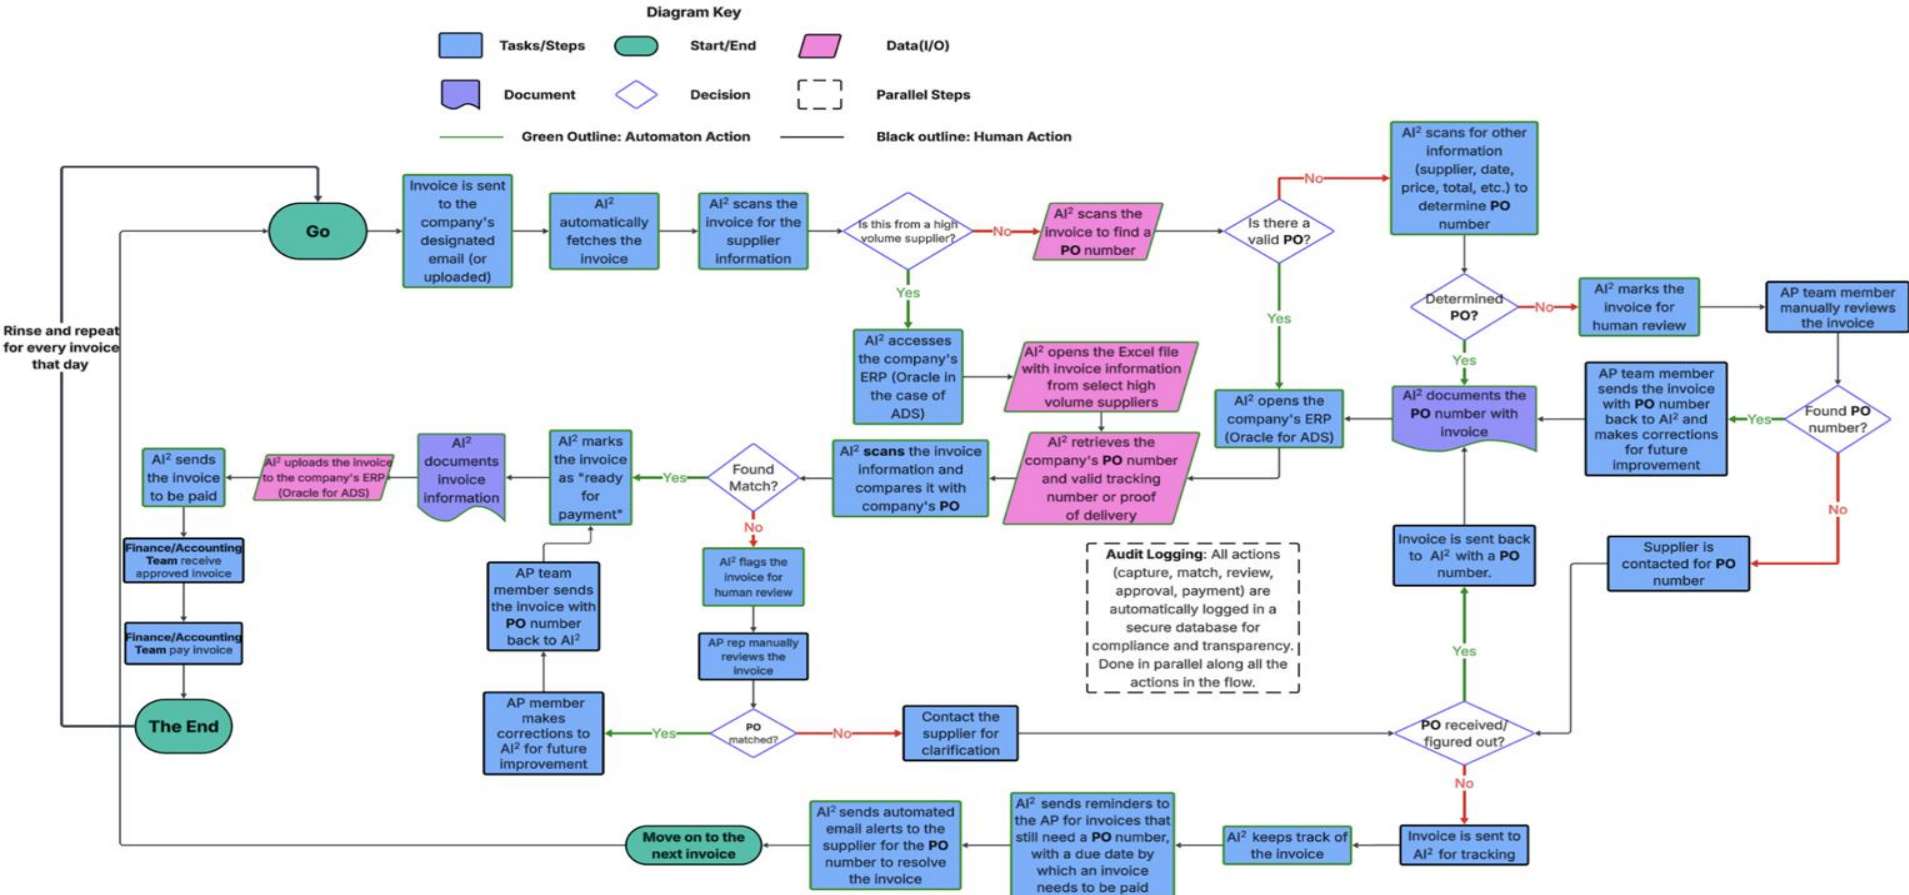 Diagram Key
Tasks/Steps
Start/End
Data(I/O)
Document
Decision
Parallel Steps
Green Outline: Automaton Action
Black outline: Human Action
Rinse and repeat
for every invoice
that day
Go
Invoice is sent
to the
company's
designated
email (or
uploaded)
AI²
automatically
fetches the
invoice
AI² scans the
invoice for the
supplier
information
Is this from a high
volume supplier?
No
AI² scans the
invoice to find a
PO number
Is there a
valid PO?
No
AI² scans for other
information
(supplier, date,
price, total, etc.) to
determine PO
number
Yes
Yes
Determined
PO?
No
AI² marks the
invoice for
human review
AP team member
manually reviews
the invoice
Yes
AI² accesses
the company's
ERP (Oracle in
the case of
ADS)
AI² opens the Excel file
with invoice information
from select high
volume suppliers
AI² opens the
company's ERP
(Oracle for ADS)
AI² documents the
PO number with
invoice
AP team member
sends the invoice
with PO number
back to AI² and
makes corrections
for future
improvement
Yes
Found PO
number?
No
AI² sends
the invoice
to be paid
AI² uploads the invoice
to the company's ERP
(Oracle for ADS)
AI²
documents
invoice
information
AI² marks
the invoice
as "ready
for
payment"
Yes
Found
Match?
AI² scans the invoice
information and
compares it with
company's PO
AI² retrieves the
company's PO number
and valid tracking
number or proof
of delivery
No
Finance/Accounting
Team receive
approved invoice
Finance/Accounting
Team pay invoice
The End
AP team
member sends
the invoice with
PO number
back to AI²
AI² flags the
invoice for
human review
AP rep manually
reviews the
invoice
Audit Logging: All actions
(capture, match, review,
approval, payment) are
automatically logged in a
secure database for
compliance and transparency.
Done in parallel along all the
actions in the flow.
Invoice is sent back
to AI² with a PO
number.
Supplier is
contacted for PO
number
Yes
AP member
makes
corrections to
AI² for future
improvement
Yes
PO
matched?
No
Contact the
supplier for
clarification
PO received/
figured out?
No
Move on to the
next invoice
AI² sends automated
email alerts to the
supplier for the PO
number to resolve
the invoice
AI² sends reminders to
the AP for invoices that
still need a PO number,
with a due date by
which an invoice
needs to be paid
AI² keeps track of
the invoice
Invoice is sent to
AI² for tracking